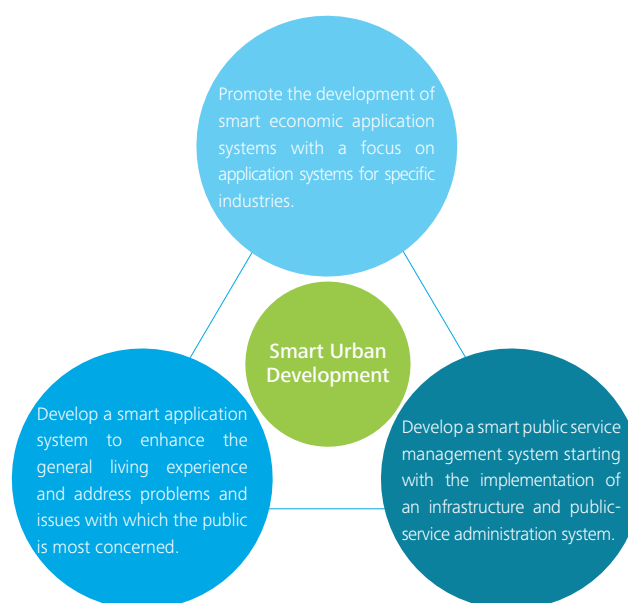 Promote the development of
smart economic application
systems with a focus on
application systems for specific
industries.
Smart Urban
Development
Develop a smart application
system to enhance the
general living experience
and address problems and
issues with which the public
is most concerned.
Develop a smart public service
management system starting
with the implementation of
an infrastructure and public-
service administration system.